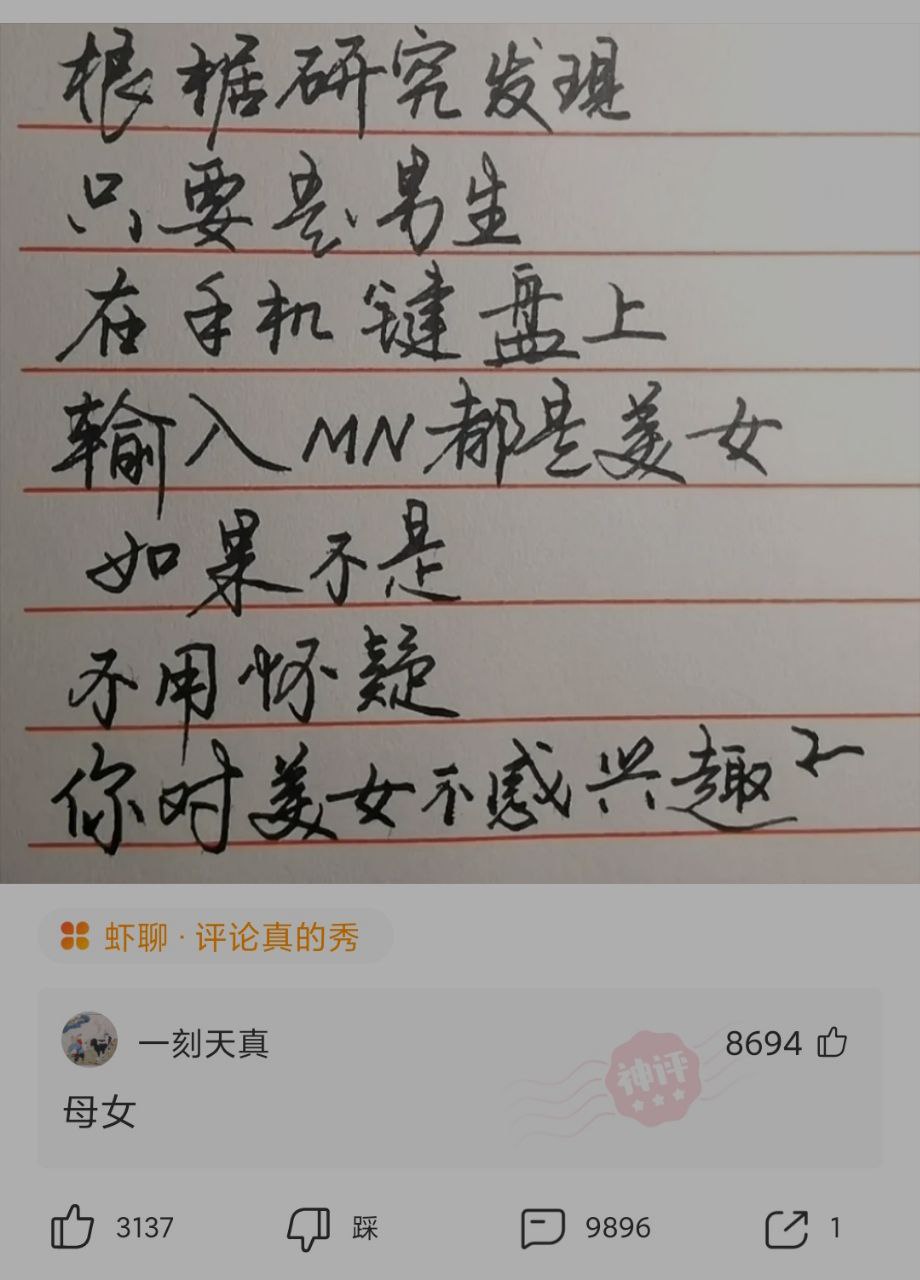 根据研究发现
只要是男生
在手机键盘上
输入MN都是美女
如果不是
不用怀疑
你对美女不感兴趣
虾聊·评论真的秀
一刻天真
8694
神评
母女
3137
踩
9896
1